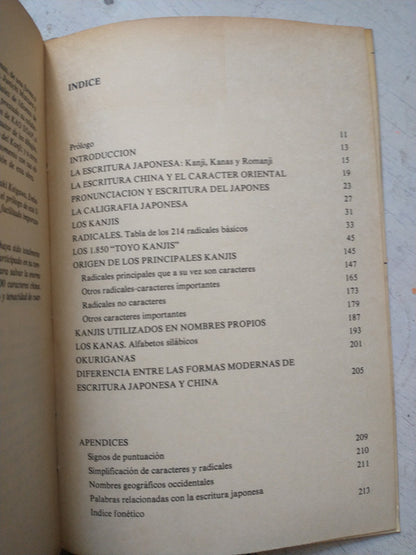 INDICE
Prólogo 11
INTRODUCCION 13
LA ESCRITURA JAPONESA: Kanji, Kanas y Romanji 15
LA ESCRITURA CHINA Y EL CARACTER ORIENTAL 19
PRONUNCIACION Y ESCRITURA DEL JAPONES 23
LA CALIGRAFIA JAPONESA 27
LOS KANJIS 31
RADICALES. Tabla de los 214 radicales básicos 33
LOS 1.850 "TOYO KANJIS" 45
ORIGEN DE LOS PRINCIPALES KANJIS 145
Radicales principales que a su vez son caracteres 147
Otros radicales-caracteres importantes 165
Radicales no caracteres 173
Otros caracteres importantes 179
KANJIS UTILIZADOS EN NOMBRES PROPIOS 187
LOS KANAS. Alfabetos silábicos 193
OKURIGANAS 201
DIFERENCIA ENTRE LAS FORMAS MODERNAS DE
ESCRITURA JAPONESA Y CHINA 205
APENDICES 209
Signos de puntuación 210
Simplificación de caracteres y radicales 211
Nombres geográficos occidentales
Palabras relacionadas con la escritura japonesa 213
Indice fonético